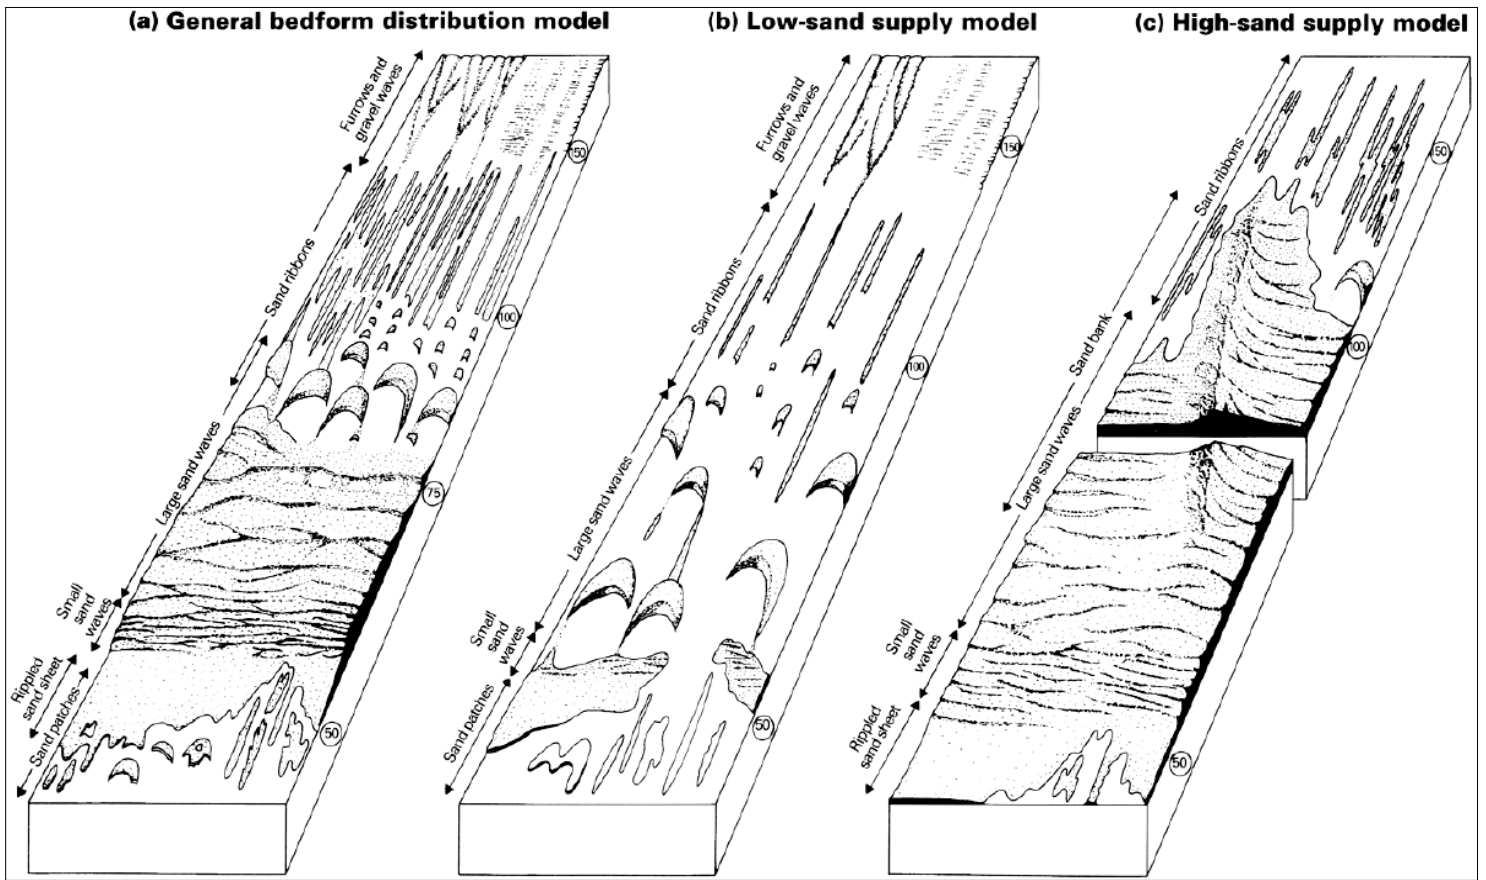 (a) General bedform distribution model
(b) Low-sand supply model
(c) High-sand supply model
Furrows and
gravel waves
150
Sand ribbons
100
Large sand waves
75
Small
sand
waves
Rippled
sand sheet
Sand patches
50
Furrows and
gravel waves
150
Sand ribbons
100
Large sand waves
Small
sand
waves
Sand patches
50
Sand ribbons
50
Sand bank
100
Large sand waves
Small
sand
waves
Rippled
sand sheet
50